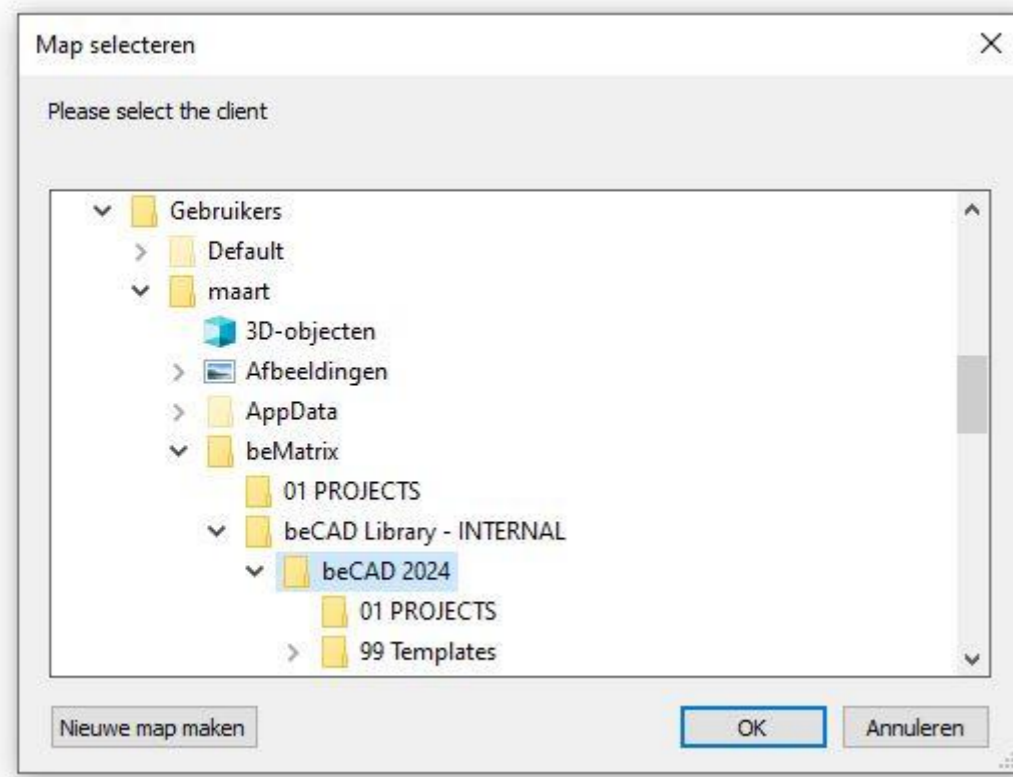 Map selecteren
Please select the client
Gebruikers
Default
maart
3D-objecten
Afbeeldingen
AppData
beMatrix
01 PROJECTS
beCAD Library - INTERNAL
beCAD 2024
01 PROJECTS
99 Templates
Nieuwe map maken
OK
Annuleren